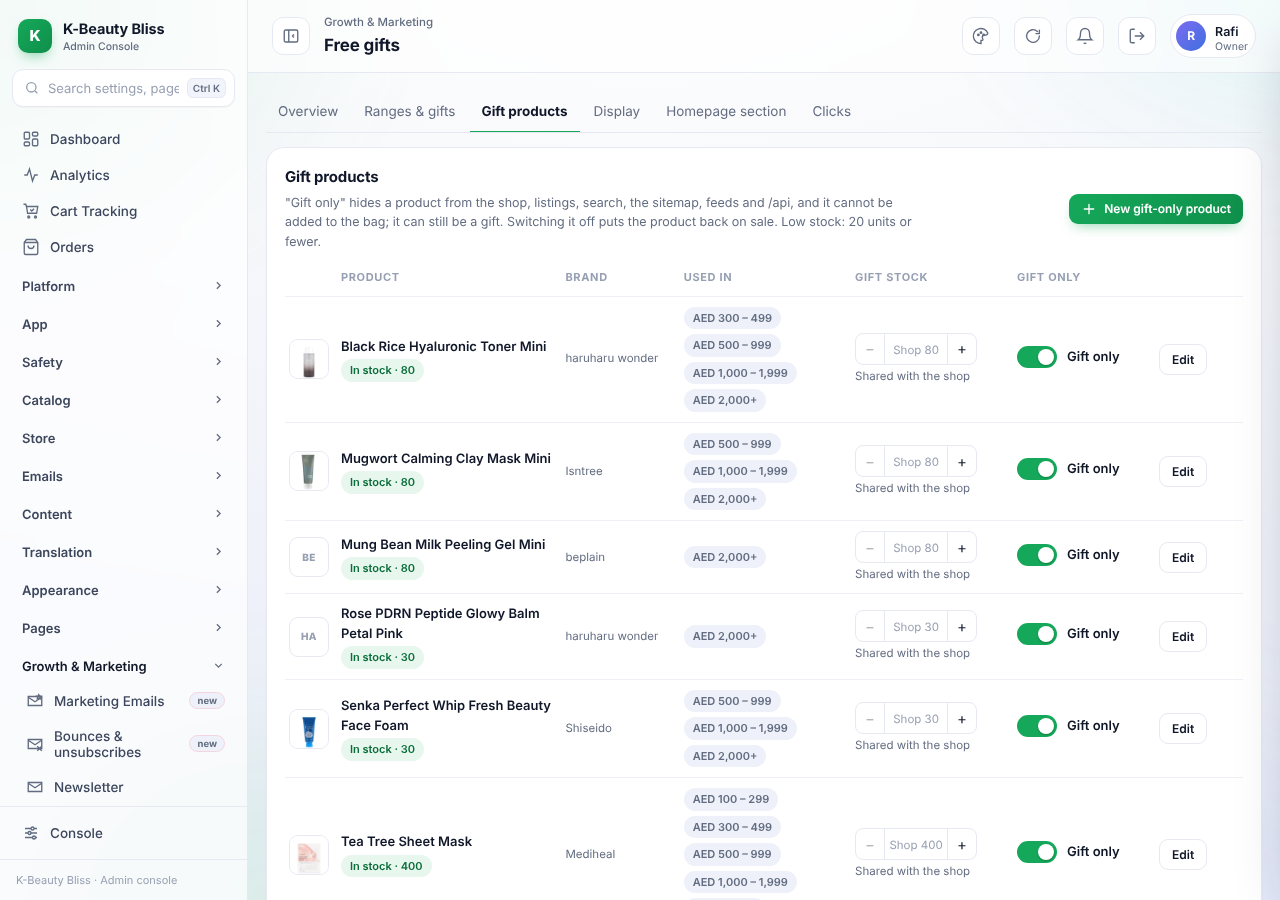 K
K-Beauty Bliss
Admin Console
Search settings, page
Ctrl K
Dashboard
Analytics
Cart Tracking
Orders
Platform
App
Safety
Catalog
Store
Emails
Content
Translation
Appearance
Pages
Growth & Marketing
Marketing Emails new
Bounces &
unsubscribes new
Newsletter
Console
K-Beauty Bliss · Admin console
Growth & Marketing
Free gifts
R
Rafi
Owner
Overview Ranges & gifts Gift products Display Homepage section Clicks
Gift products
"Gift only" hides a product from the shop, listings, search, the sitemap, feeds and /api, and it cannot be
added to the bag; it can still be a gift. Switching it off puts the product back on sale. Low stock: 20 units or
fewer.
+ New gift-only product
PRODUCT BRAND USED IN GIFT STOCK GIFT ONLY
Black Rice Hyaluronic Toner Mini
In stock · 80
haruharu wonder
AED 300 – 499
AED 500 – 999
AED 1,000 – 1,999
AED 2,000+
− Shop 80 +
Shared with the shop
Gift only
Edit
Mugwort Calming Clay Mask Mini
In stock · 80
Isntree
AED 500 – 999
AED 1,000 – 1,999
AED 2,000+
− Shop 80 +
Shared with the shop
Gift only
Edit
BE
Mung Bean Milk Peeling Gel Mini
In stock · 80
beplain
AED 2,000+
− Shop 80 +
Shared with the shop
Gift only
Edit
HA
Rose PDRN Peptide Glowy Balm
Petal Pink
In stock · 30
haruharu wonder
AED 2,000+
− Shop 30 +
Shared with the shop
Gift only
Edit
Senka Perfect Whip Fresh Beauty
Face Foam
In stock · 30
Shiseido
AED 500 – 999
AED 1,000 – 1,999
AED 2,000+
− Shop 30 +
Shared with the shop
Gift only
Edit
Tea Tree Sheet Mask
In stock · 400
Mediheal
AED 100 – 299
AED 300 – 499
AED 500 – 999
AED 1,000 – 1,999
− Shop 400 +
Shared with the shop
Gift only
Edit